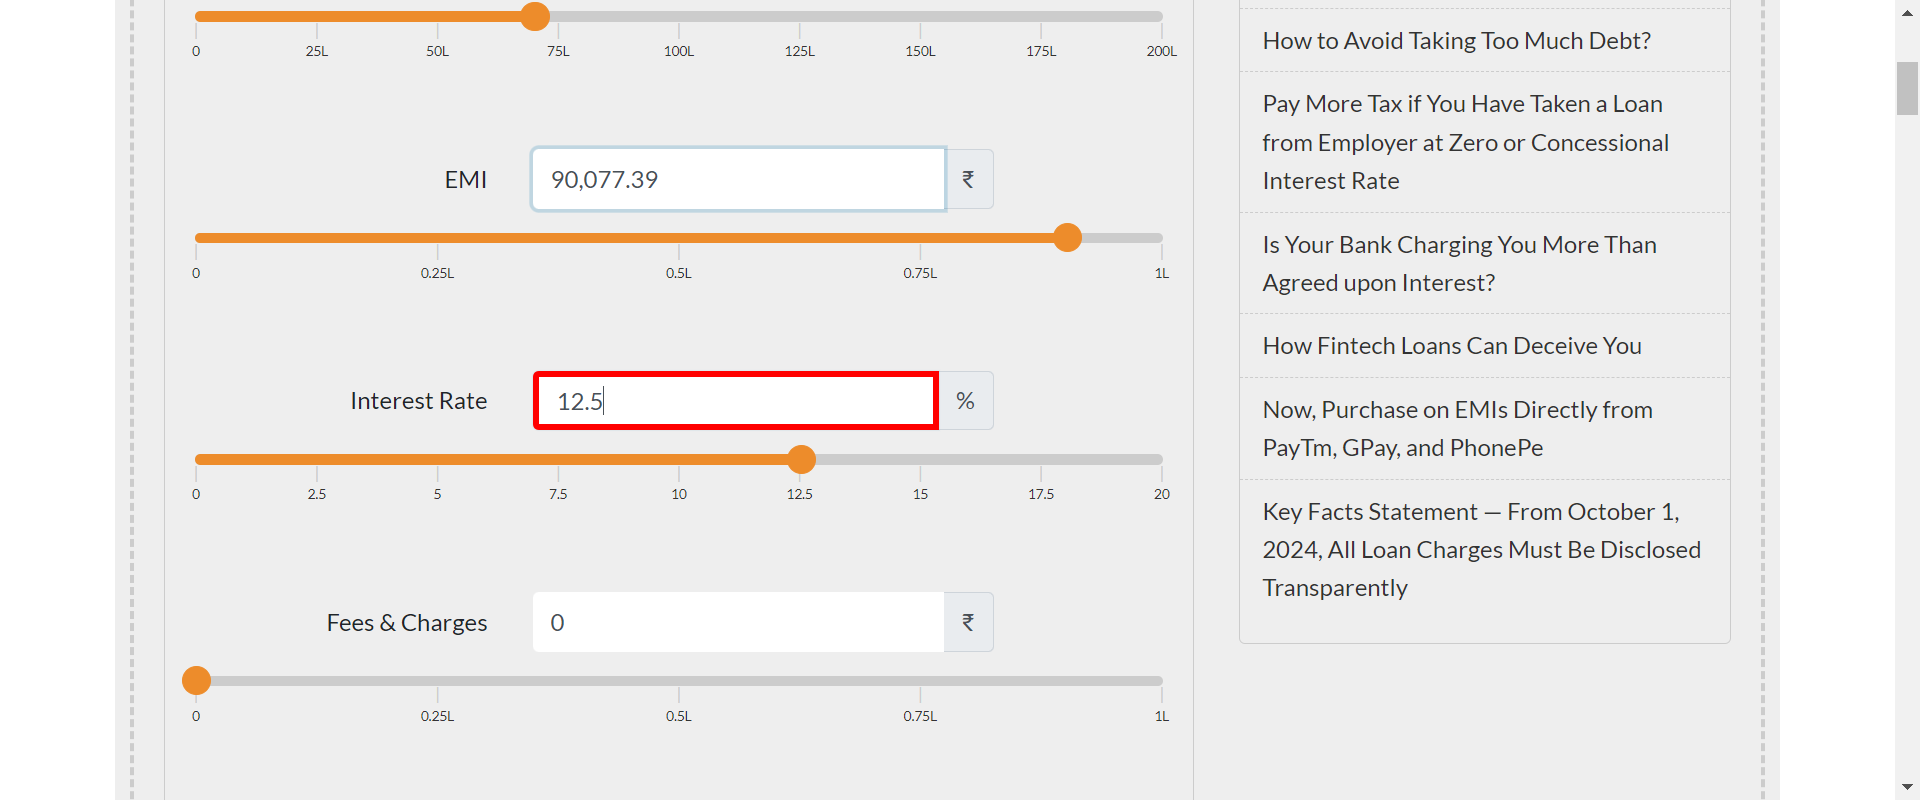 0 25L 50L 75L 100L 125L 150L 175L 200L
EMI 90,077.39 ₹
0 0.25L 0.5L 0.75L 1L
Interest Rate 12.5 %
0 2.5 5 7.5 10 12.5 15 17.5 20
Fees & Charges 0 ₹
0 0.25L 0.5L 0.75L 1L
How to Avoid Taking Too Much Debt?
Pay More Tax if You Have Taken a Loan
from Employer at Zero or Concessional
Interest Rate
Is Your Bank Charging You More Than
Agreed upon Interest?
How Fintech Loans Can Deceive You
Now, Purchase on EMIs Directly from
PayTm, GPay, and PhonePe
Key Facts Statement — From October 1,
2024, All Loan Charges Must Be Disclosed
Transparently